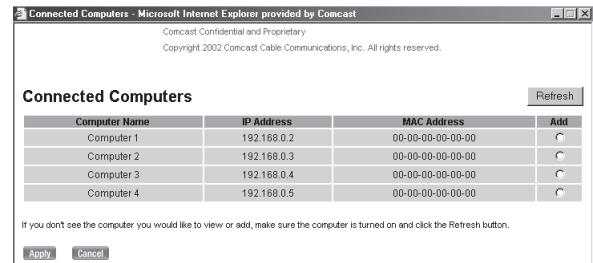 Connected Computers - Microsoft Internet Explorer provided by Comcast
Comcast Confidential and Proprietary
Copyright 2002 Comcast Cable Communications, Inc. All rights reserved.
Connected Computers
Refresh
Computer Name IP Address MAC Address Add
Computer 1 192.168.0.2 00-00-00-00-00-00
Computer 2 192.168.0.3 00-00-00-00-00-00
Computer 3 192.168.0.4 00-00-00-00-00-00
Computer 4 192.168.0.5 00-00-00-00-00-00
If you don't see the computer you would like to view or add, make sure the computer is turned on and click the Refresh button.
Apply Cancel